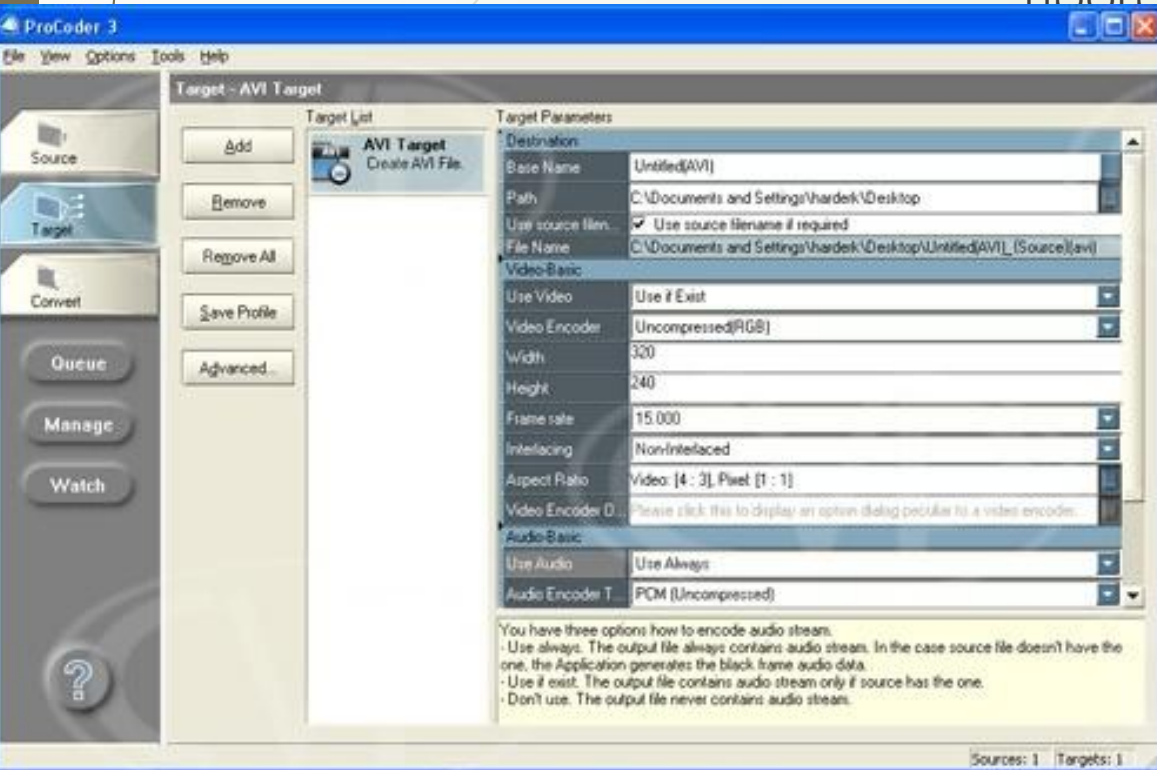 ProCoder 3
File View Options Tools Help
Target - AVI Target
Source
Target
Convert
Queue
Manage
Watch
?
Add
Remove
Remove All
Save Profile
Advanced...
Target List
AVI Target
Create AVI File.
Target Parameters
Destination
Base Name Untitled(AVI)
Path C:\Documents and Settings\harderk\Desktop
Use source filen... Use source filename if required
File Name C:\Documents and Settings\harderk\Desktop\Untitled(AVI)_(Source)(avi)
Video-Basic
Use Video Use if Exist
Video Encoder Uncompressed(RGB)
Width 320
Height 240
Frame rate 15.000
Interlacing Non-Interlaced
Aspect Ratio Video: [4 : 3], Pixel: [1 : 1]
Video Encoder O... Please click this to display an option dialog peculiar to a video encoder.
Audio-Basic
Use Audio Use Always
Audio Encoder T... PCM (Uncompressed)
You have three options how to encode audio stream.
- Use always. The output file always contains audio stream. In the case source file doesn't have the
one, the Application generates the black frame audio data.
- Use if exist. The output file contains audio stream only if source has the one.
- Don't use. The output file never contains audio stream.
Sources: 1 Targets: 1